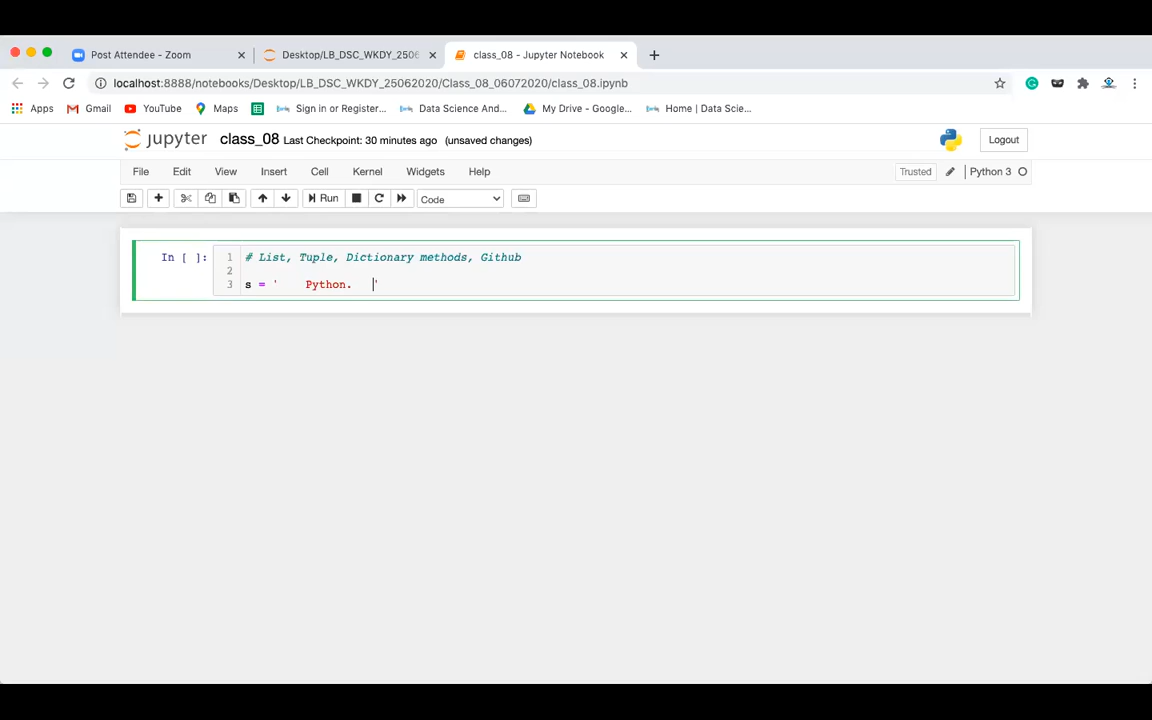 Post Attendee - Zoom
Desktop/LB_DSC_WKDY_2506
class_08 - Jupyter Notebook
localhost:8888/notebooks/Desktop/LB_DSC_WKDY_25062020/Class_08_06072020/class_08.ipynb
Apps Gmail YouTube Maps Sign in or Register... Data Science And... My Drive - Google... Home | Data Scie...
jupyter class_08 Last Checkpoint: 30 minutes ago (unsaved changes) Logout
File Edit View Insert Cell Kernel Widgets Help Trusted Python 3
Run Code
In [ ]: 1 # List, Tuple, Dictionary methods, Github
2
3 s = '    Python.   '